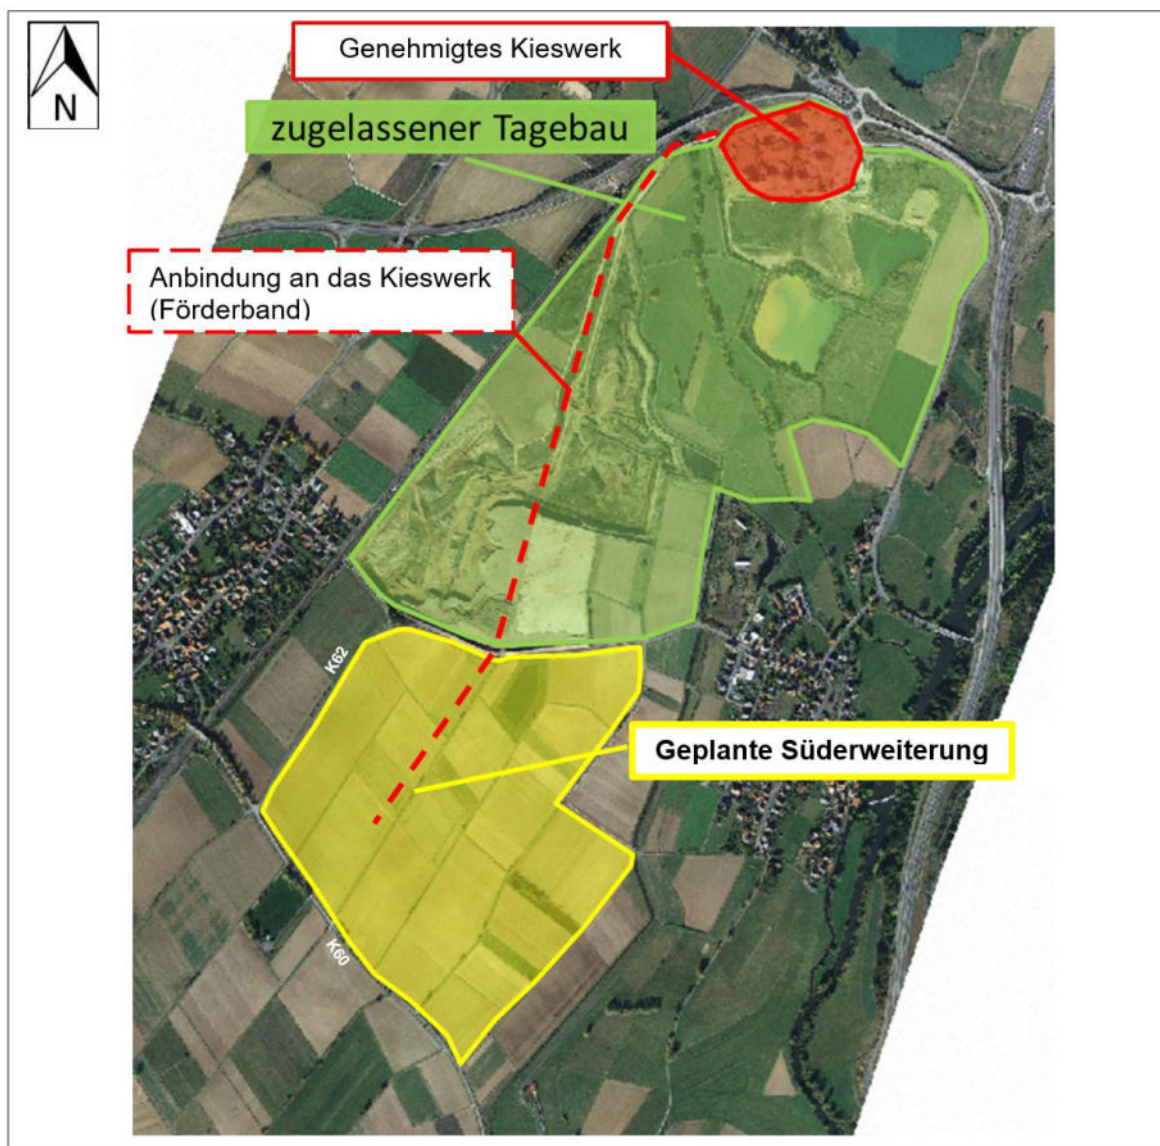 N
Genehmigtes Kieswerk
zugelassener Tagebau
Anbindung an das Kieswerk
(Förderband)
K62
Geplante Süderweiterung
K60